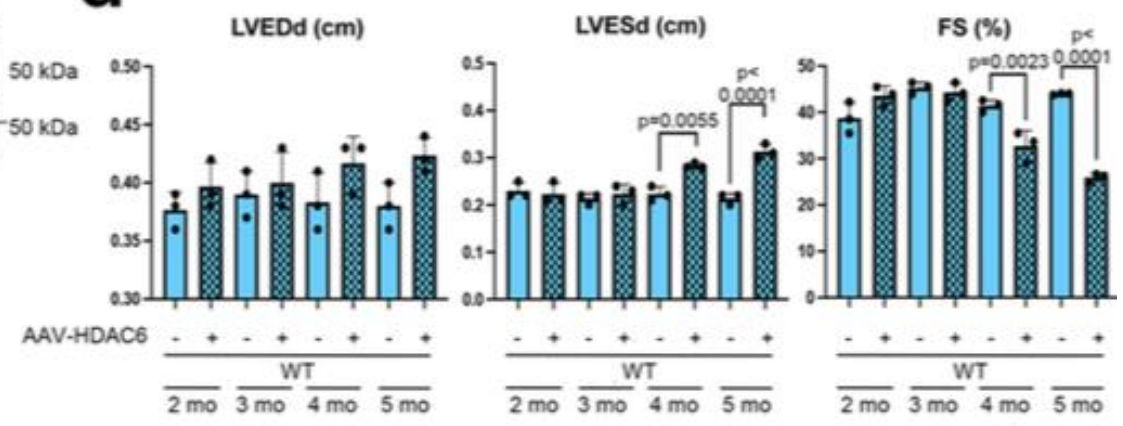 d
LVEDd (cm)
LVESd (cm)
FS (%)
50 kDa
50 kDa
0.50
0.45
0.40
0.35
0.30
0.5
0.4
0.3
0.2
0.1
0.0
p=0.0055
p<
0.0001
50
40
30
20
10
0
p=0.0023
p<
0.0001
AAV-HDAC6 - + - + - + - +
- + - + - + - +
- + - + - + - +
WT
WT
WT
2 mo 3 mo 4 mo 5 mo
2 mo 3 mo 4 mo 5 mo
2 mo 3 mo 4 mo 5 mo